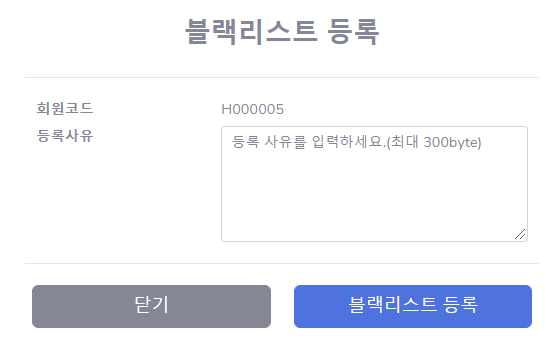 블랙리스트 등록
회원코드 H000005
등록사유 등록 사유를 입력하세요.(최대 300byte)
닫기 블랙리스트 등록